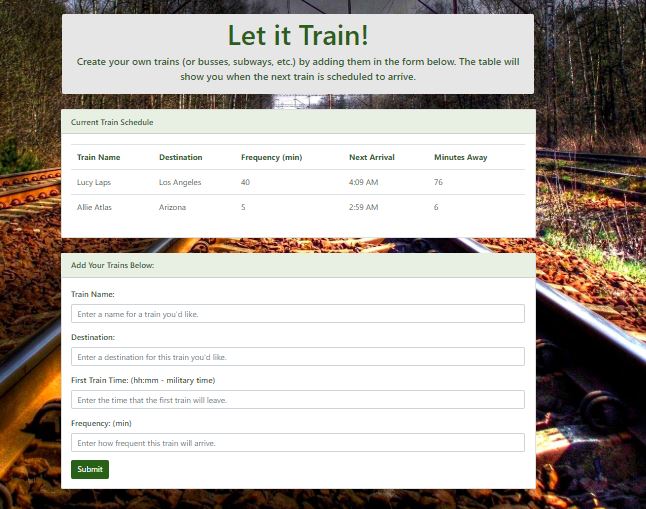 Let it Train!
Create your own trains (or busses, subways, etc.) by adding them in the form below. The table will
show you when the next train is scheduled to arrive.
Current Train Schedule
Train Name Destination Frequency (min) Next Arrival Minutes Away
Lucy Laps Los Angeles 40 4:09 AM 76
Allie Atlas Arizona 5 2:59 AM 6
Add Your Trains Below:
Train Name:
Enter a name for a train you'd like.
Destination:
Enter a destination for this train you'd like.
First Train Time: (hh:mm - military time)
Enter the time that the first train will leave.
Frequency: (min)
Enter how frequent this train will arrive.
Submit